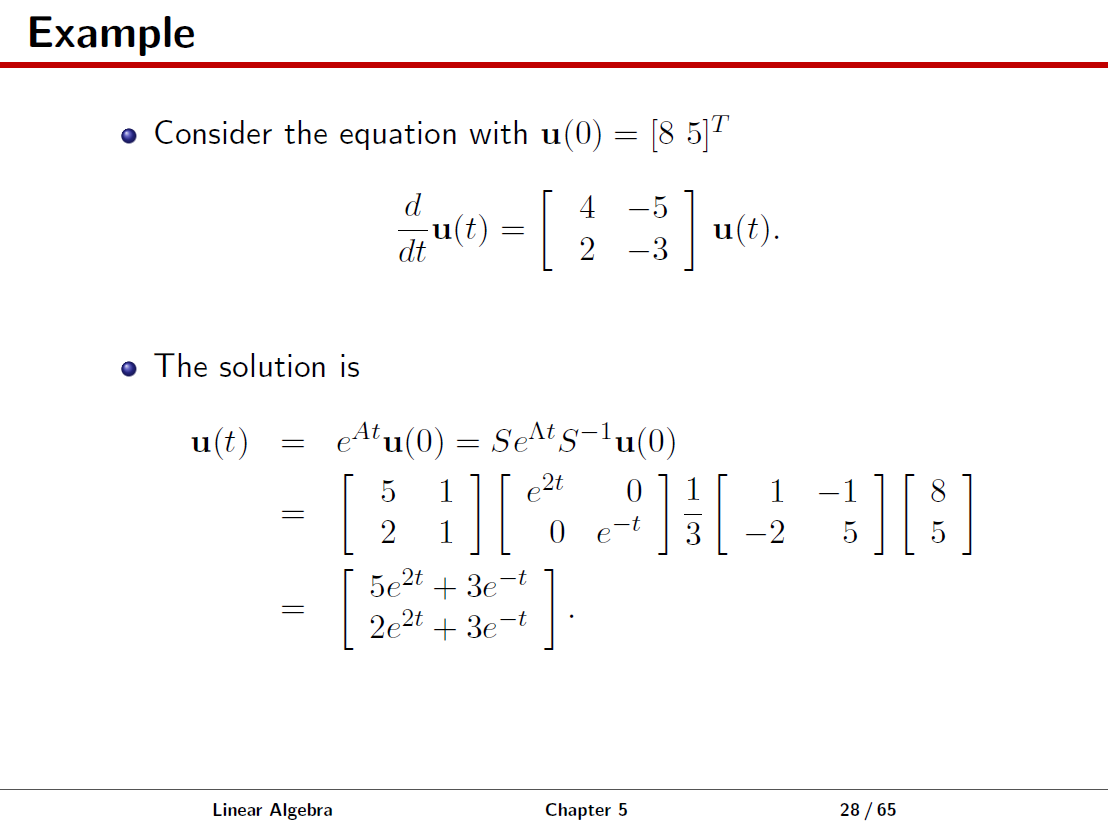 Example
Consider the equation with u(0) = [8 5]^T
d/dt u(t) = [ 4 −5 ; 2 −3 ] u(t).
The solution is
u(t) = e^{At}u(0) = Se^{Λt}S^{−1}u(0)
= [ 5 1 ; 2 1 ] [ e^{2t} 0 ; 0 e^{−t} ] 1/3 [ 1 −1 ; −2 5 ] [ 8 ; 5 ]
= [ 5e^{2t} + 3e^{−t} ; 2e^{2t} + 3e^{−t} ] .
Linear Algebra Chapter 5 28 / 65